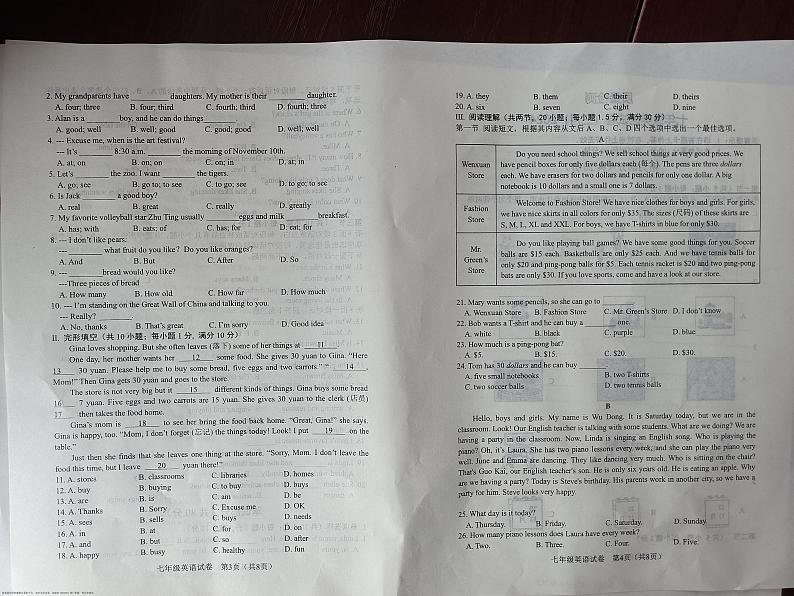 2. My grandparents have ________ daughters. My mother is their ________ daughter.
A. four; three B. four; third C. fourth; third D. fourth; three
3. Alan is a ________ boy, and he can do things ________.
A. good; well B. well; good C. good; good D. well; well
4. --- Excuse me, when is the art festival?
--- It's ________ 8:30 a.m. ________ the morning of November 10th.
A. at; on B. on; on C. on; in D. at; in
5. Let's ________ the zoo. I want ________ the tigers.
A. go; see B. go to; to see C. to go; see D. to go; to see
6. Is Jack ________ a good boy?
A. real B. great C. really D. greatly
7. My favorite volleyball star Zhu Ting usually ________ eggs and milk ________ breakfast.
A. has; with B. eats; of C. has; for D. eat; for
8. --- I don't like pears.
--- ________ what fruit do you like? Do you like oranges?
A. And B. But C. After D. So
9. --- ________ bread would you like?
---Three pieces of bread
A. How many B. How old C. How far D. How much
10. --- I'm standing on the Great Wall of China and talking to you.
--- Really? ________.
A. No, thanks B. That's great C. I'm sorry D. Good idea
II. 完形填空（共 10 小题；每小题 1 分，满分 10 分）
Gina loves shopping. But she often leaves (落下) some of her things at 11 .
One day, her mother wants her 12 some food. She gives 30 yuan to Gina. "Here
13 30 yuan. Please help me to buy some bread, five eggs and two carrots." " 14 ,
Mom!" Then Gina gets 30 yuan and goes to the store.
The store is not very big but it 15 different kinds of things. Gina buys some bread
16 7 yuan. Five eggs and two carrots are 15 yuan. She gives 30 yuan to the clerk (店员)
17 then takes the food home.
Gina's mom is 18 to see her bring the food back home. "Great, Gina!" she says.
Gina is happy, too. "Mom, I don't forget (忘记) the things today! Look! I put 19 on the
table."
Just then she finds that she leaves one thing at the store. "Sorry, Mom. I don't leave the
food this time, but I leave 20 yuan there!"
11. A. stores B. classrooms C. libraries D. homes
12. A. buy B. buying C. to buy D. buys
13. A. are B. is C. am D. be
14. A. Thanks B. Sorry C. Excuse me D. OK
15. A. sees B. sells C. buys D. needs
16. A. in B. at C. for D. on
17. A. and B. but C. so D. after
18. A. happy B. busy C. healthy D. fun
七年级英语试卷 第3页（共8页）
19. A. they B. them C. their D. theirs
20. A. six B. seven C. eight D. nine
III. 阅读理解（共两节，20 小题；每小题 1.5 分，满分 30 分）
第一节 阅读短文，根据其内容从文后 A、B、C、D 四个选项中选出一个最佳选项。
A
Wenxuan
Store
Do you need school things? We sell school things at very good prices. We
have pencil boxes for only five dollars each (每个). The pens are three dollars
each. We have erasers for two dollars and pencils for only one dollar. A big
notebook is 10 dollars and a small one is 7 dollars.
Fashion
Store
Welcome to Fashion Store! We have nice clothes for boys and girls. For girls,
we have nice skirts in all colors for only $35. The sizes (尺码) of these skirts are
S, M, L, XL and XXL. For boys, we have T-shirts in blue for only $30.
Mr.
Green's
Store
Do you like playing ball games? We have some good things for you. Soccer
balls are $15 each. Basketballs are only $25 each. And we have tennis balls for
only $20 and ping-pong balls for $5. Each tennis racket is $20 and two ping-pong
bats are only $30. If you love sports, come and have a look at our store.
21. Mary wants some pencils, so she can go to ________.
A. Wenxuan Store B. Fashion Store C. Mr. Green's Store D. I don't know
22. Bob wants a T-shirt and he can buy a ________ one.
A. white B. black C. purple D. blue
23. How much is a ping-pong bat?
A. $5. B. $15. C. $20. D. $30.
24. Tom has 30 dollars and he can buy ________
A. five small notebooks B. two T-shirts
C. two soccer balls D. two tennis balls
B
Hello, boys and girls. My name is Wu Dong. It is Saturday today, but we are in the
classroom. Look! Our English teacher is talking with some students. What are we doing? We are
having a party in the classroom. Now, Linda is singing an English song. Who is playing the
piano? Oh, it's Laura. She has two piano lessons every week, and she can play the piano very
well. June and Emma are dancing. They like dancing very much. Who is sitting on the chair?
That's Guo Kai, our English teacher's son. He is only six years old. He is eating an apple. Why
are we having a party? Today is Steve's birthday. His parents work in another city, so we have a
party for him. Steve looks very happy.
25. What day is it today?
A. Thursday. B. Friday. C. Saturday. D. Sunday
26. How many piano lessons does Laura have every week?
A. Two. B. Three. C. Four. D. Five.
七年级英语试卷 第4页（共8页）